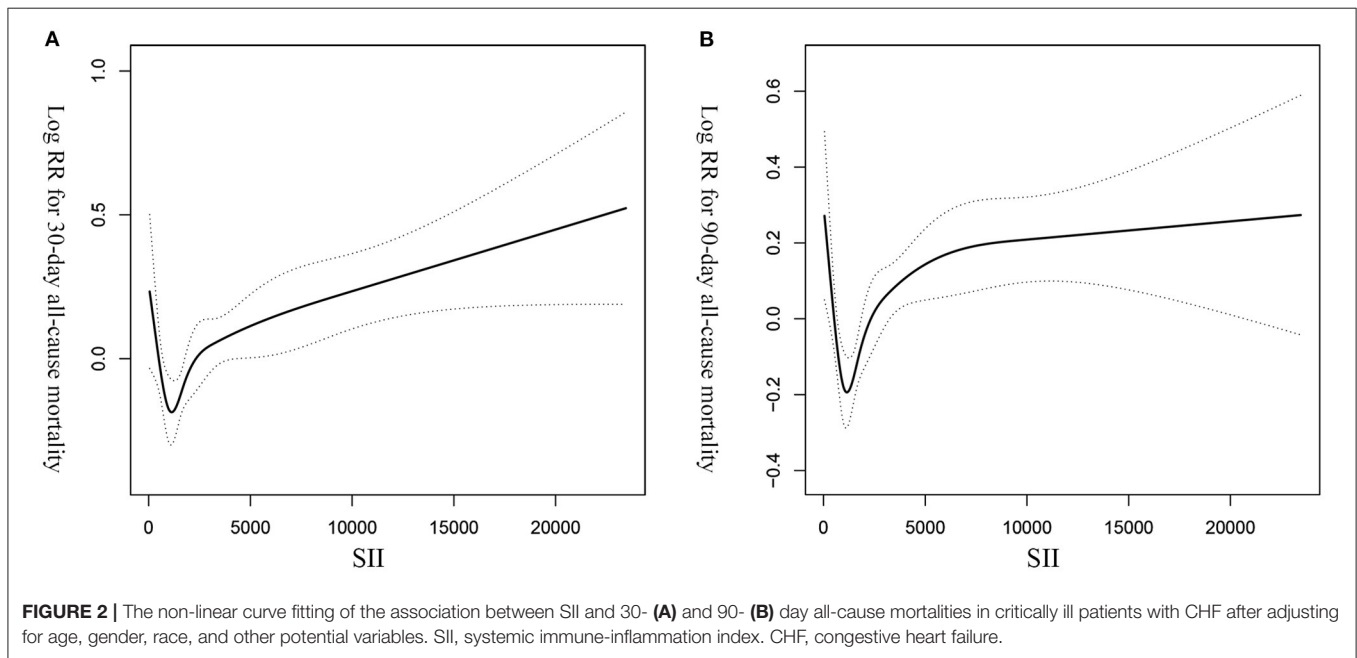 A
Log RR for 30-day all-cause mortality
1.0
0.5
0.0
0 5000 10000 15000 20000
SII
B
Log RR for 90-day all-cause mortality
0.6
0.4
0.2
0.0
−0.2
−0.4
0 5000 10000 15000 20000
SII
FIGURE 2 | The non-linear curve fitting of the association between SII and 30- (A) and 90- (B) day all-cause mortalities in critically ill patients with CHF after adjusting
for age, gender, race, and other potential variables. SII, systemic immune-inflammation index. CHF, congestive heart failure.